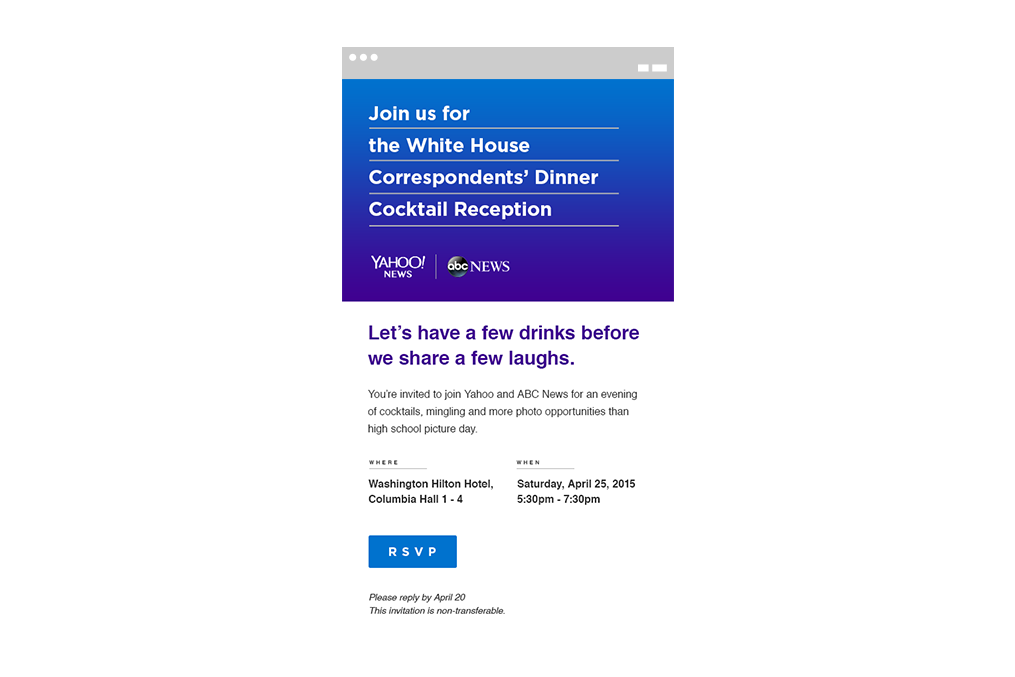 Join us for
the White House
Correspondents’ Dinner
Cocktail Reception
YAHOO!
NEWS
abc NEWS
Let’s have a few drinks before
we share a few laughs.
You’re invited to join Yahoo and ABC News for an evening
of cocktails, mingling and more photo opportunities than
high school picture day.
WHERE
Washington Hilton Hotel,
Columbia Hall 1 - 4
WHEN
Saturday, April 25, 2015
5:30pm - 7:30pm
RSVP
Please reply by April 20
This invitation is non-transferable.